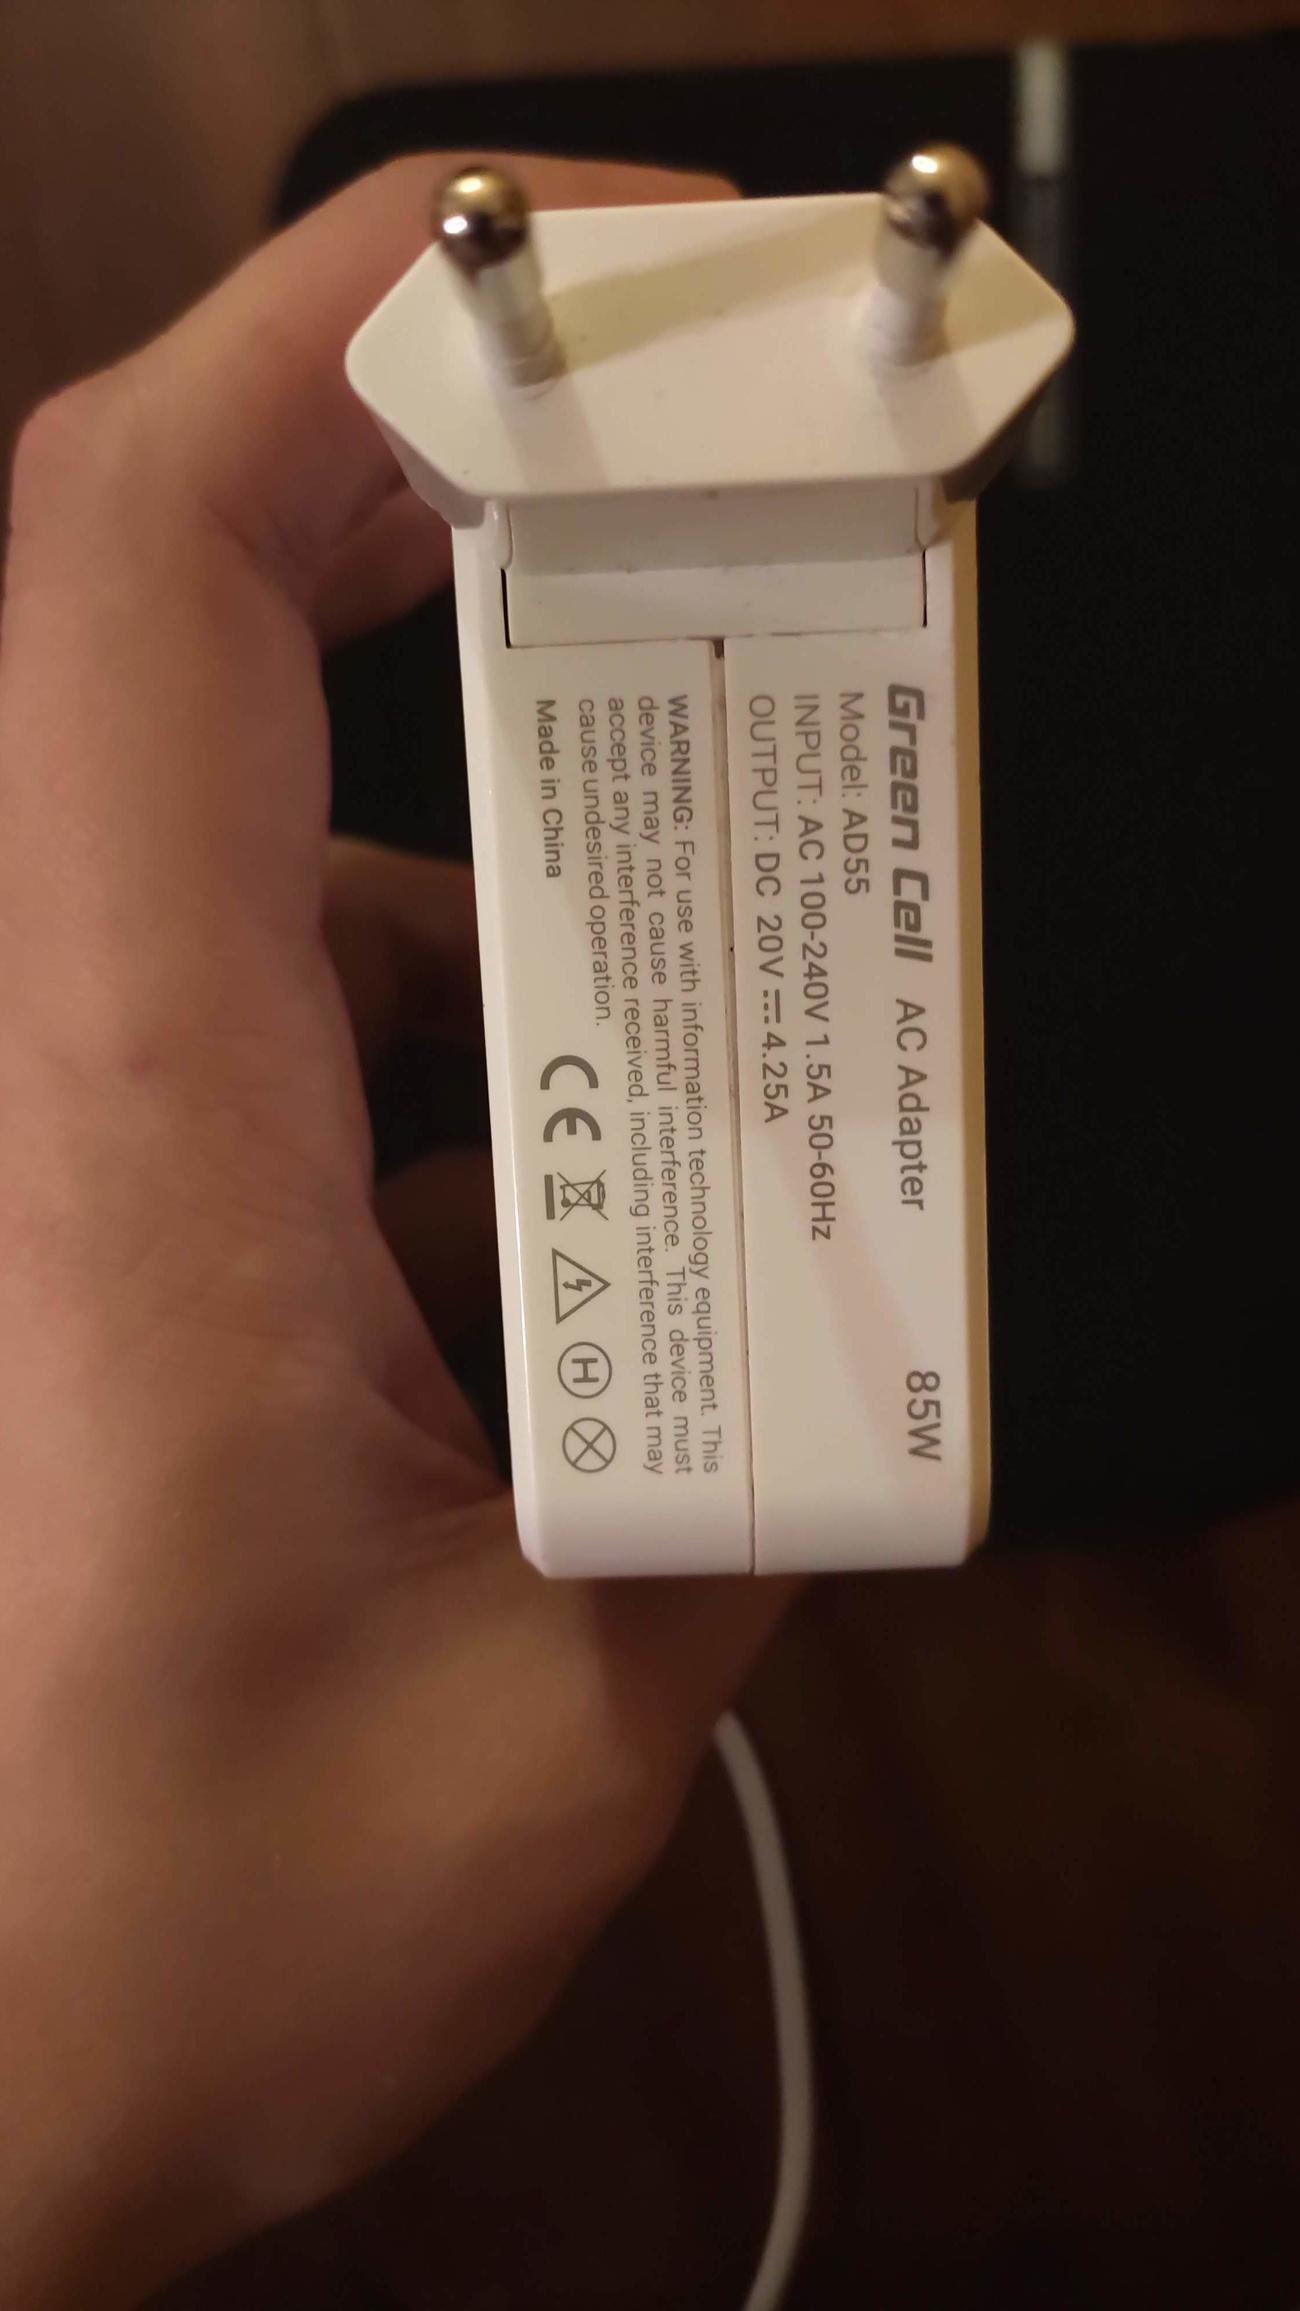 Green Cell AC Adapter 85W
Model: AD55
INPUT: AC 100-240V 1.5A 50-60Hz
OUTPUT: DC 20V ⎓ 4.25A
WARNING: For use with information technology equipment. This
device may not cause harmful interference. This device must
accept any interference received, including interference that may
cause undesired operation.
Made in China CE H